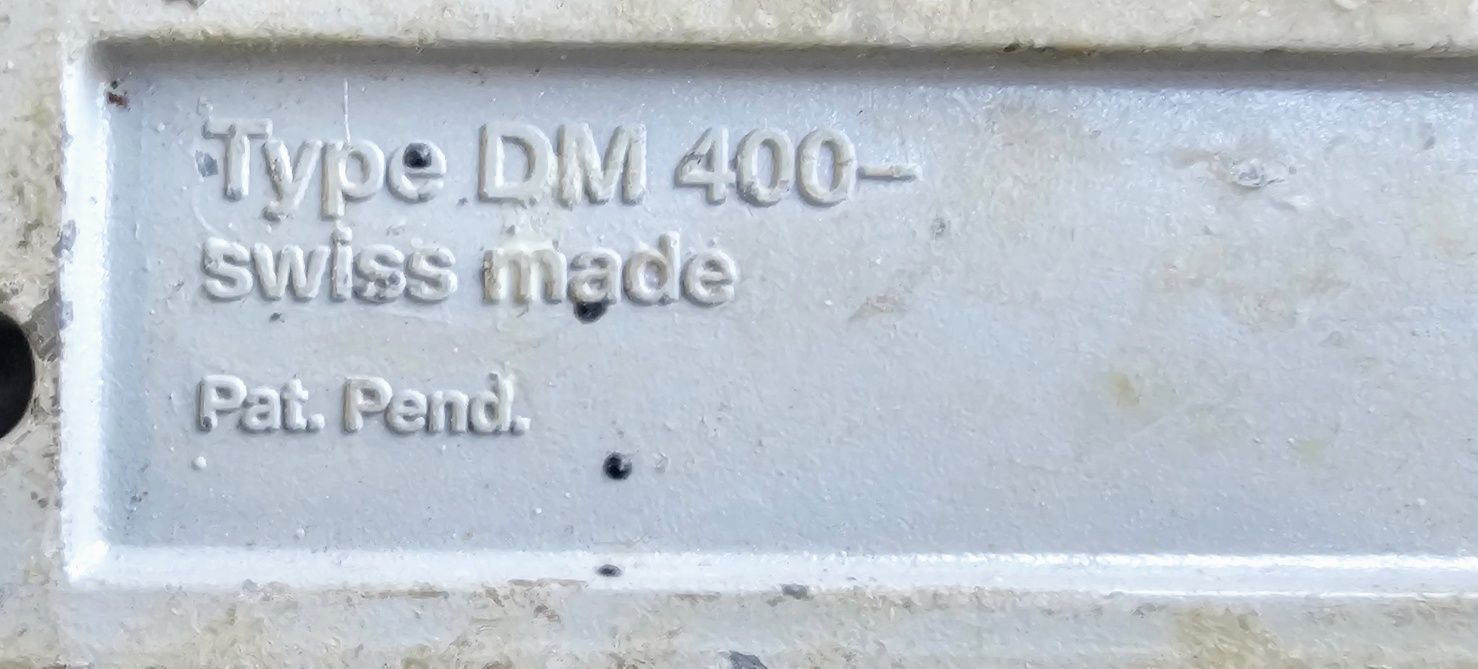 Type DM 400-
swiss made
Pat. Pend.